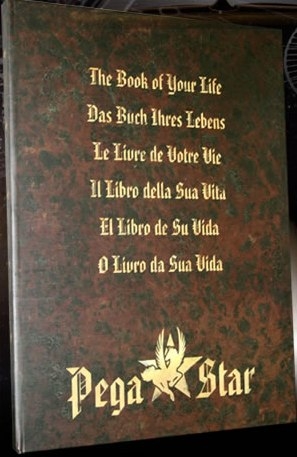 The Book of Your Life
Das Buch Ihres Lebens
Le Livre de Votre Vie
Il Libro della Sua Vita
El Libro de Su Vida
O Livro da Sua Vida
Pega Star